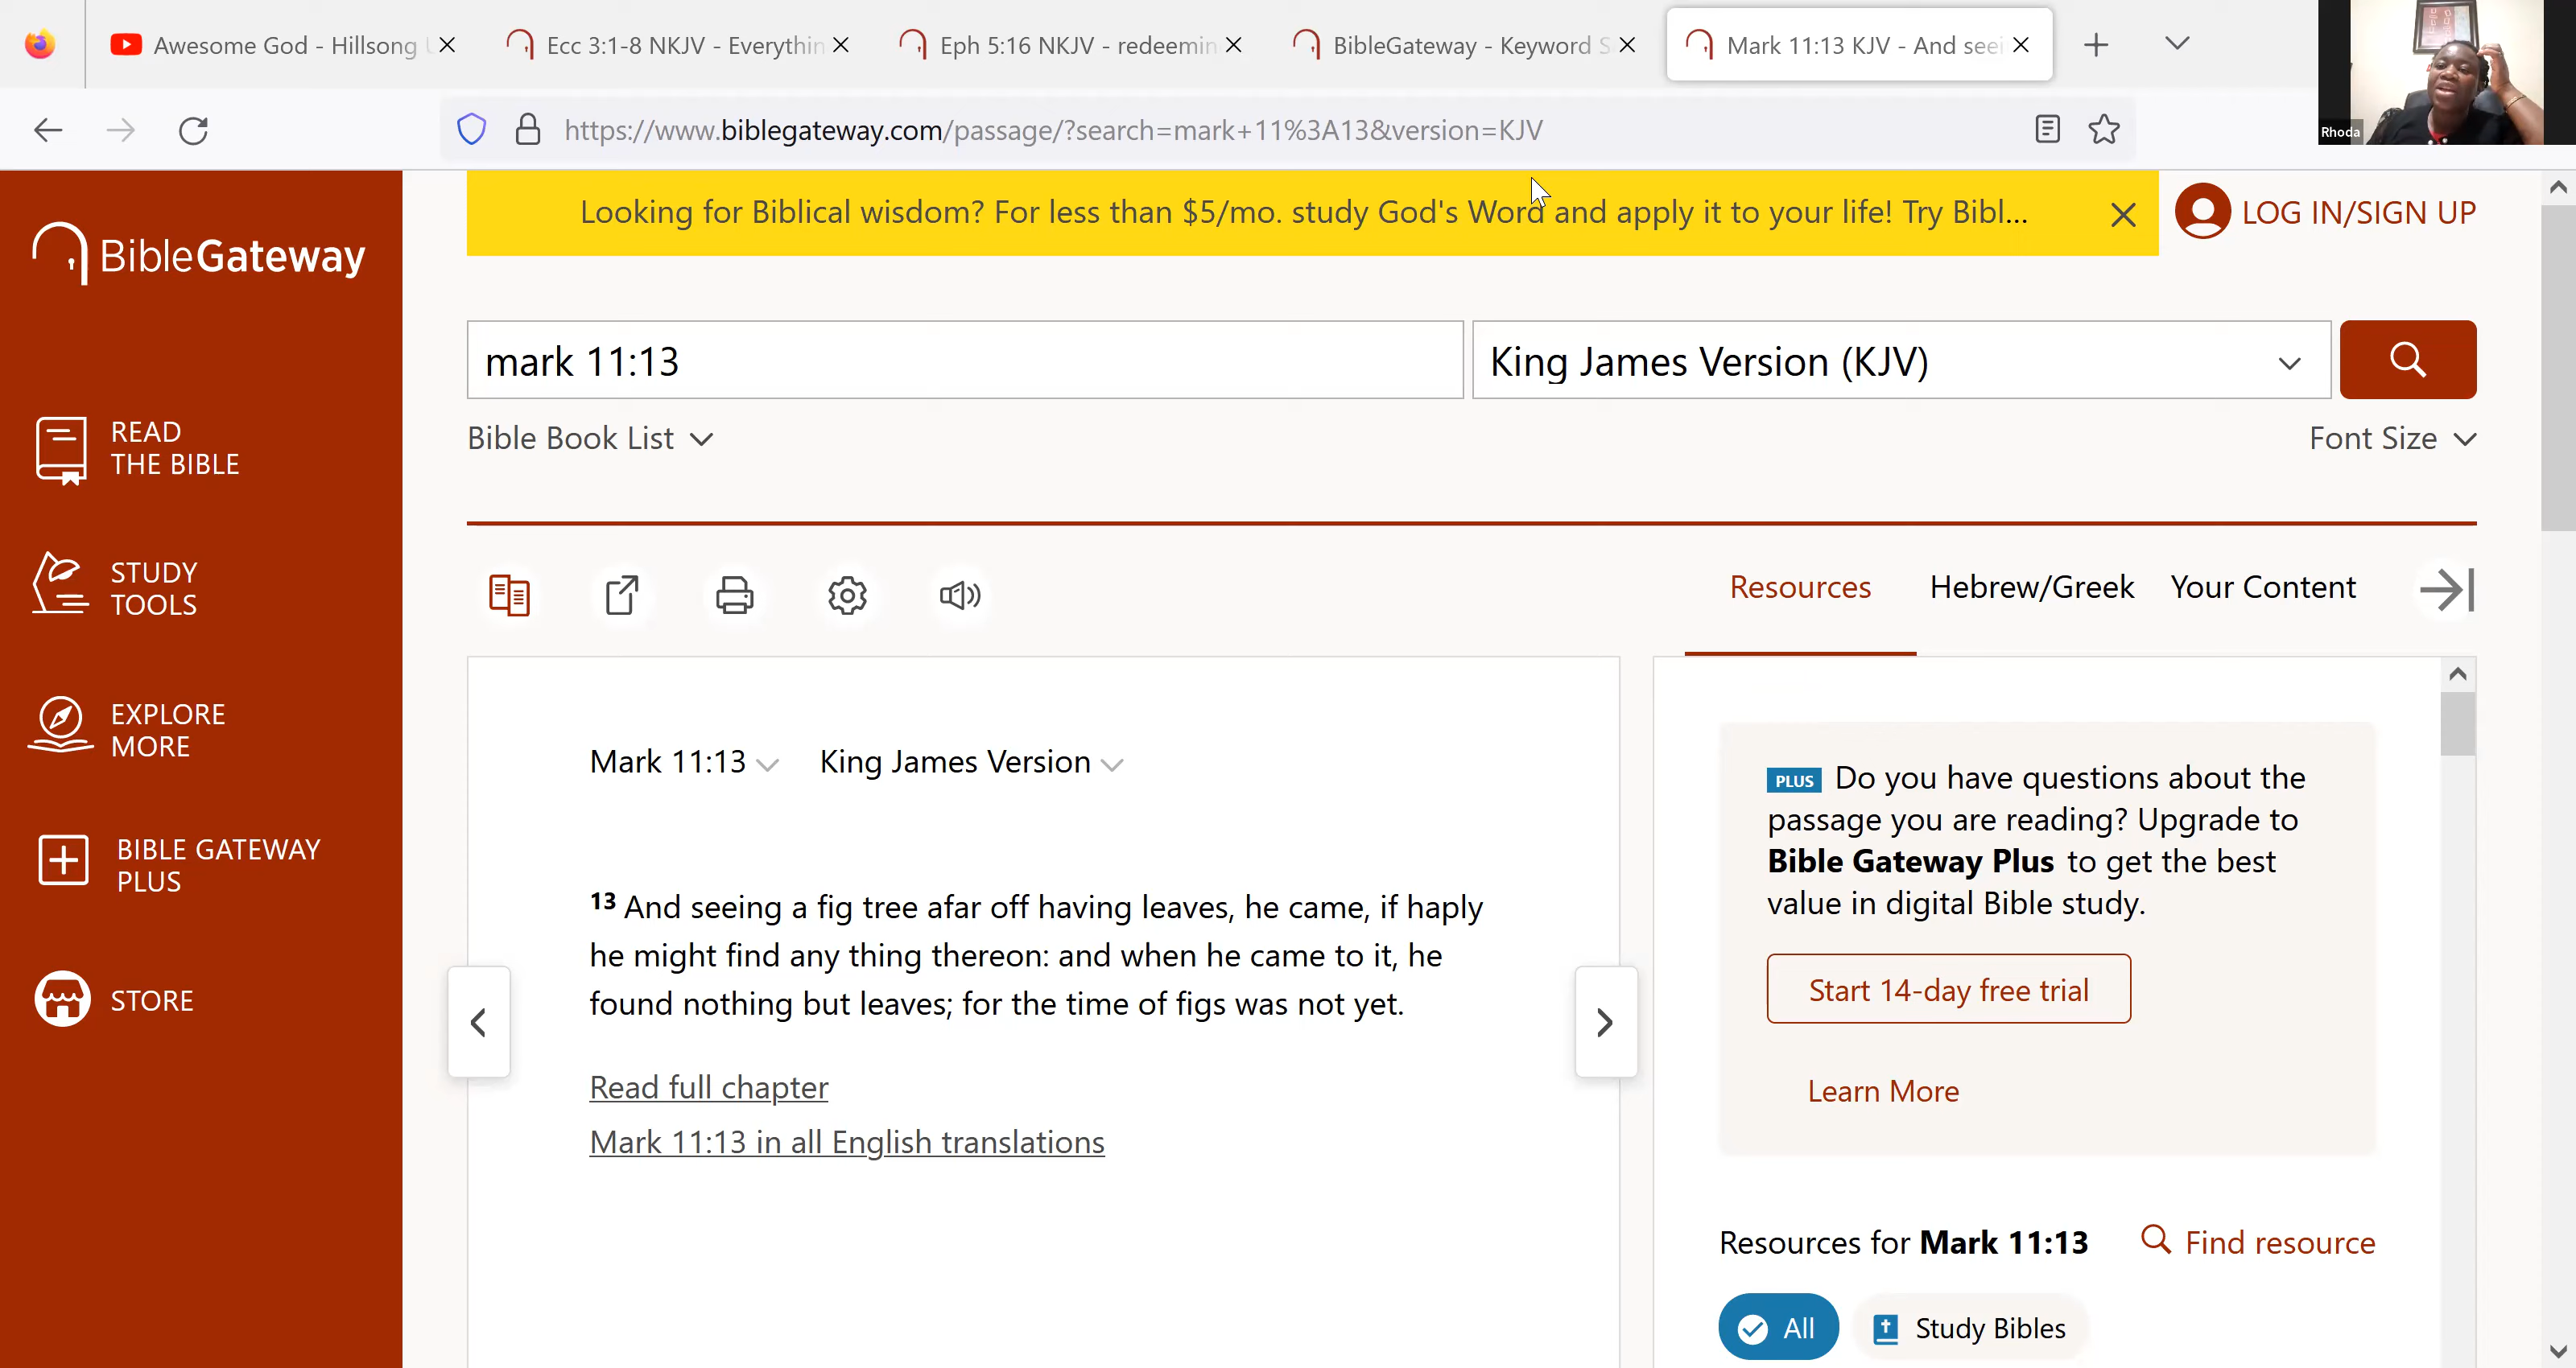 Awesome God - Hillsong
Ecc 3:1-8 NKJV - Everythin
Eph 5:16 NKJV - redeemin
BibleGateway - Keyword S
Mark 11:13 KJV - And seei
Rhoda
https://www.biblegateway.com/passage/?search=mark+11%3A13&version=KJV
Looking for Biblical wisdom? For less than $5/mo. study God's Word and apply it to your life! Try Bibl...
LOG IN/SIGN UP
BibleGateway
mark 11:13
King James Version (KJV)
Bible Book List
Font Size
READ
THE BIBLE
STUDY
TOOLS
EXPLORE
MORE
BIBLE GATEWAY
PLUS
STORE
Resources
Hebrew/Greek
Your Content
Mark 11:13
King James Version
13 And seeing a fig tree afar off having leaves, he came, if haply
he might find any thing thereon: and when he came to it, he
found nothing but leaves; for the time of figs was not yet.
Read full chapter
Mark 11:13 in all English translations
PLUS Do you have questions about the
passage you are reading? Upgrade to
Bible Gateway Plus to get the best
value in digital Bible study.
Start 14-day free trial
Learn More
Resources for Mark 11:13
Find resource
All
Study Bibles